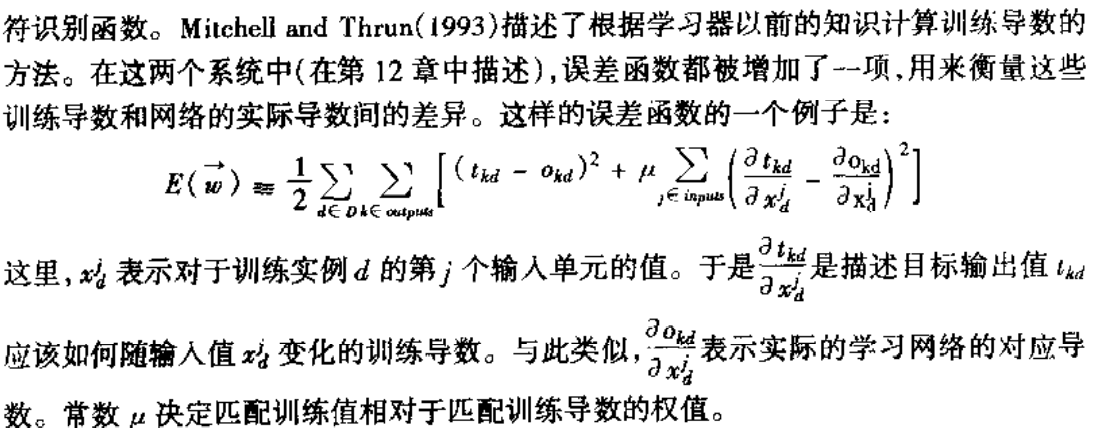 符识别函数。Mitchell and Thrun(1993)描述了根据学习器以前的知识计算训练导数的
方法。在这两个系统中(在第 12 章中描述),误差函数都被增加了一项,用来衡量这些
训练导数和网络的实际导数间的差异。这样的误差函数的一个例子是:
$E(\vec{w}) \equiv \frac{1}{2} \sum_{d \in D} \sum_{k \in outputs} \left[ (t_{kd} - o_{kd})^2 + \mu \sum_{j \in inputs} \left( \frac{\partial t_{kd}}{\partial x_d^j} - \frac{\partial o_{kd}}{\partial x_d^j} \right)^2 \right]$
这里, $x_d^j$ 表示对于训练实例 $d$ 的第 $j$ 个输入单元的值。于是 $\frac{\partial t_{kd}}{\partial x_d^j}$ 是描述目标输出值 $t_{kd}$
应该如何随输入值 $x_d^j$ 变化的训练导数。与此类似, $\frac{\partial o_{kd}}{\partial x_d^j}$ 表示实际的学习网络的对应导
数。常数 $\mu$ 决定匹配训练值相对于匹配训练导数的权值。